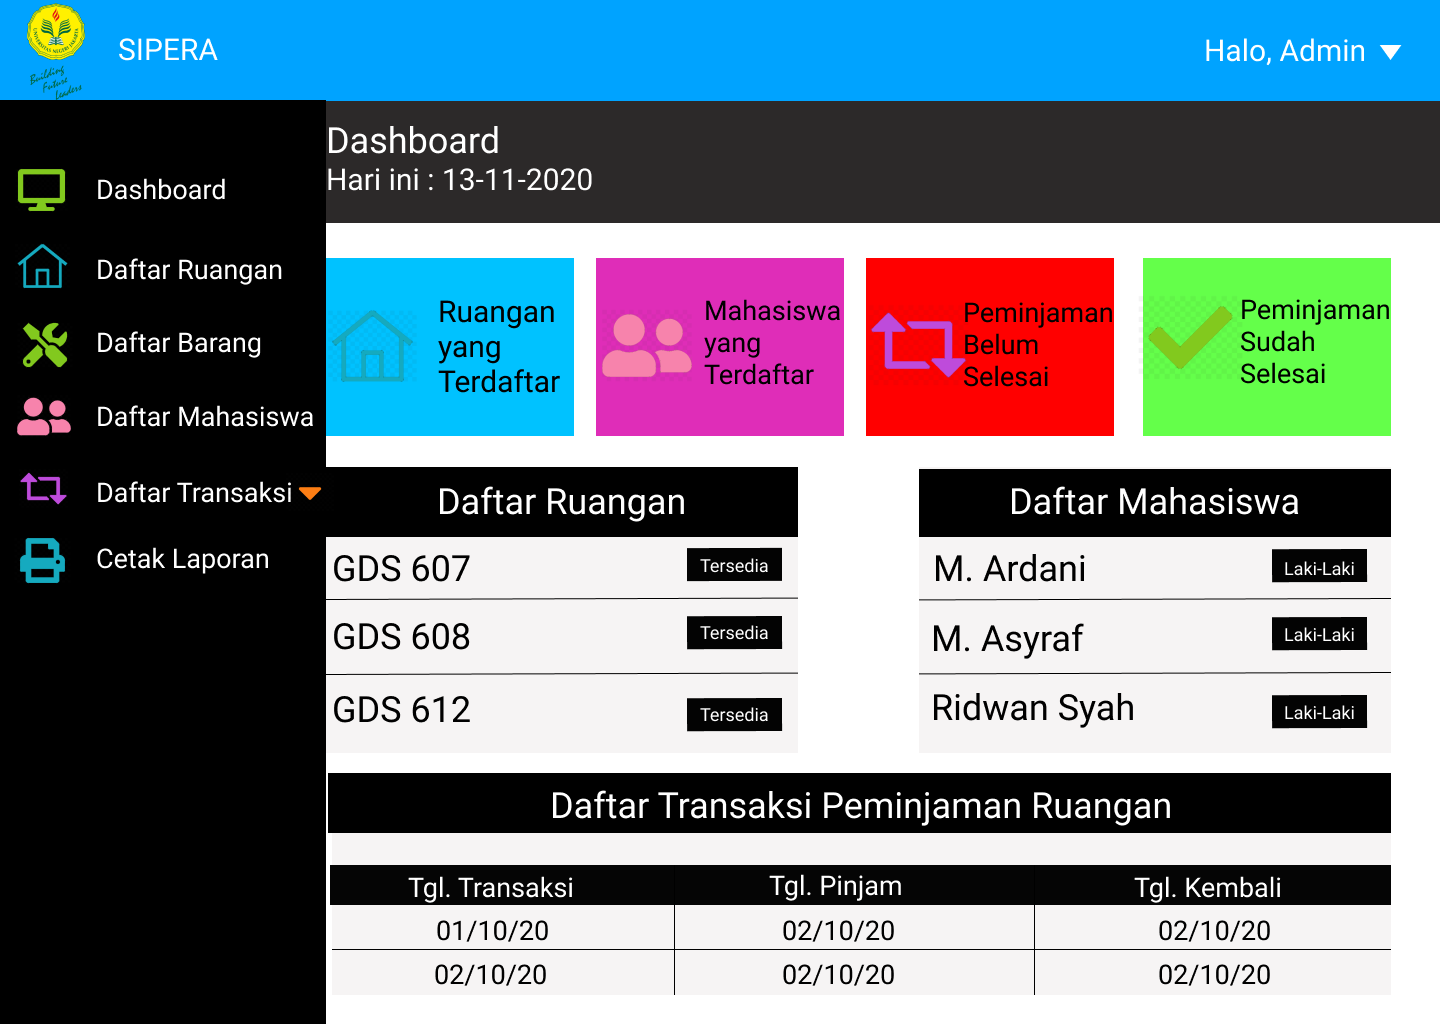 UNIVERSITAS NEGERI JAKARTA
Building
Future
Leaders
SIPERA
Halo, Admin
Dashboard
Daftar Ruangan
Daftar Barang
Daftar Mahasiswa
Daftar Transaksi
Cetak Laporan
Dashboard
Hari ini : 13-11-2020
Ruangan
yang
Terdaftar
Mahasiswa
yang
Terdaftar
Peminjaman
Belum
Selesai
Peminjaman
Sudah
Selesai
Daftar Ruangan
GDS 607 Tersedia
GDS 608 Tersedia
GDS 612 Tersedia
Daftar Mahasiswa
M. Ardani Laki-Laki
M. Asyraf Laki-Laki
Ridwan Syah Laki-Laki
Daftar Transaksi Peminjaman Ruangan
Tgl. Transaksi Tgl. Pinjam Tgl. Kembali
01/10/20 02/10/20 02/10/20
02/10/20 02/10/20 02/10/20